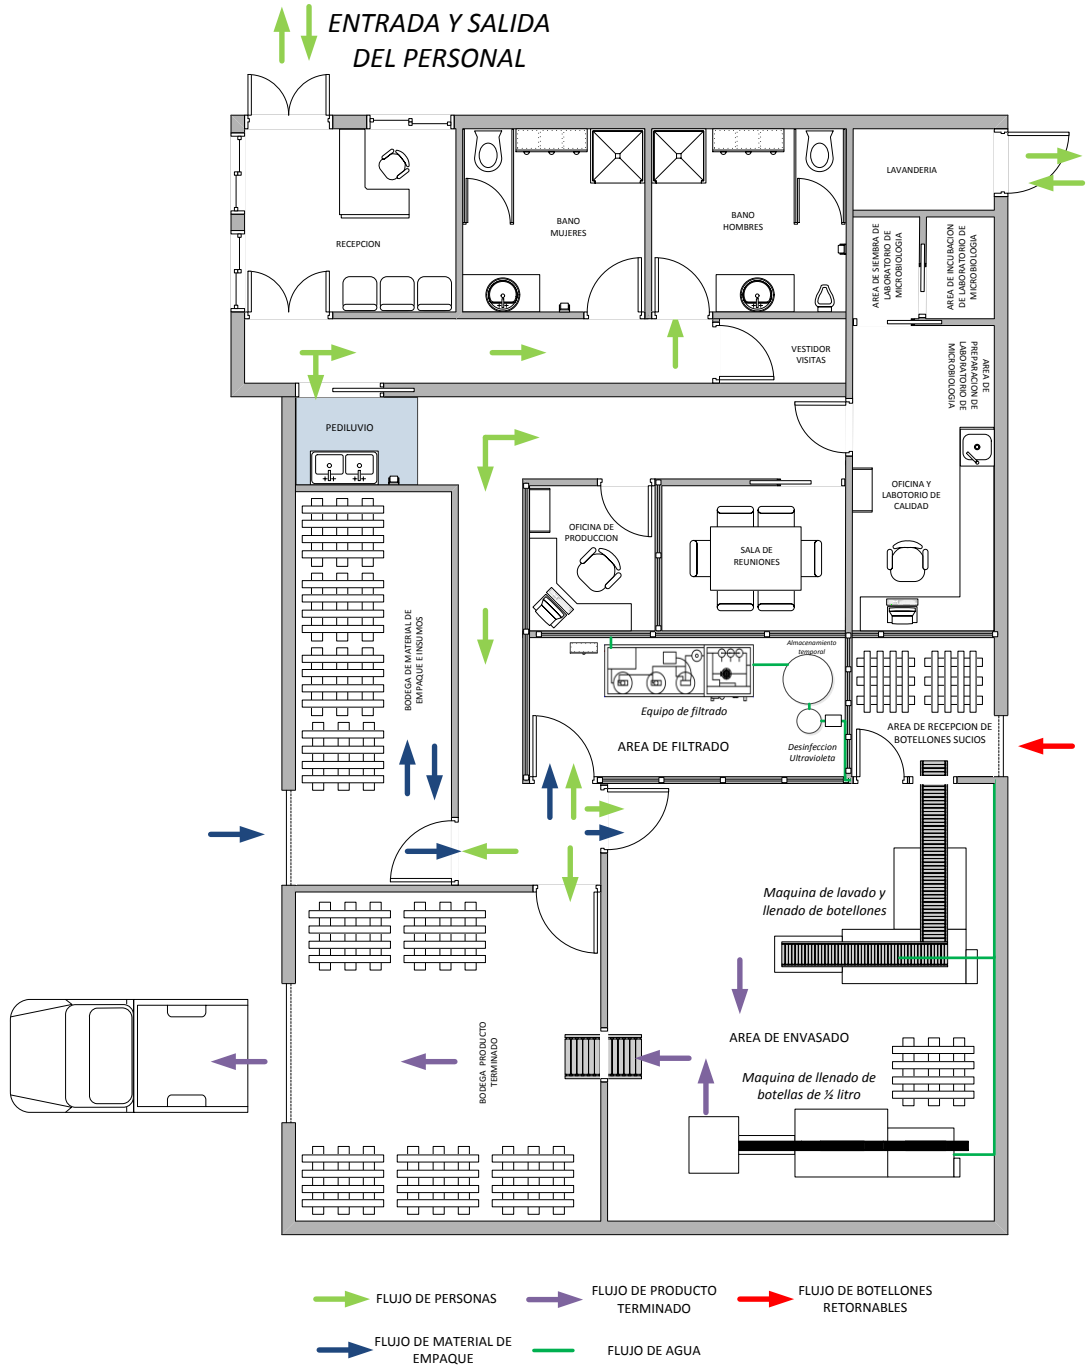 ENTRADA Y SALIDA
DEL PERSONAL
LAVANDERIA
BANO
MUJERES
BANO
HOMBRES
RECEPCION
AREA DE SIEMBRA DE
LABORATORIO DE
MICROBIOLOGIA
AREA DE INCUBACION
DE LABORATORIO DE
MICROBIOLOGIA
VESTIDOR
VISITAS
AREA DE
PREPARACION DE
LABORATORIO DE
MICROBIOLOGIA
PEDILUVIO
OFICINA Y
LABOTORIO DE
CALIDAD
OFICINA DE
PRODUCCION
SALA DE
REUNIONES
BODEGA DE MATERIAL DE
EMPAQUE E INSUMOS
Almacenamiento
temporal
Equipo de filtrado
AREA DE FILTRADO
Desinfeccion
Ultravioleta
AREA DE RECEPCION DE
BOTELLONES SUCIOS
Maquina de lavado y
llenado de botellones
AREA DE ENVASADO
BODEGA PRODUCTO
TERMINADO
Maquina de llenado de
botellas de ½ litro
FLUJO DE PERSONAS
FLUJO DE PRODUCTO
TERMINADO
FLUJO DE BOTELLONES
RETORNABLES
FLUJO DE MATERIAL DE
EMPAQUE
FLUJO DE AGUA